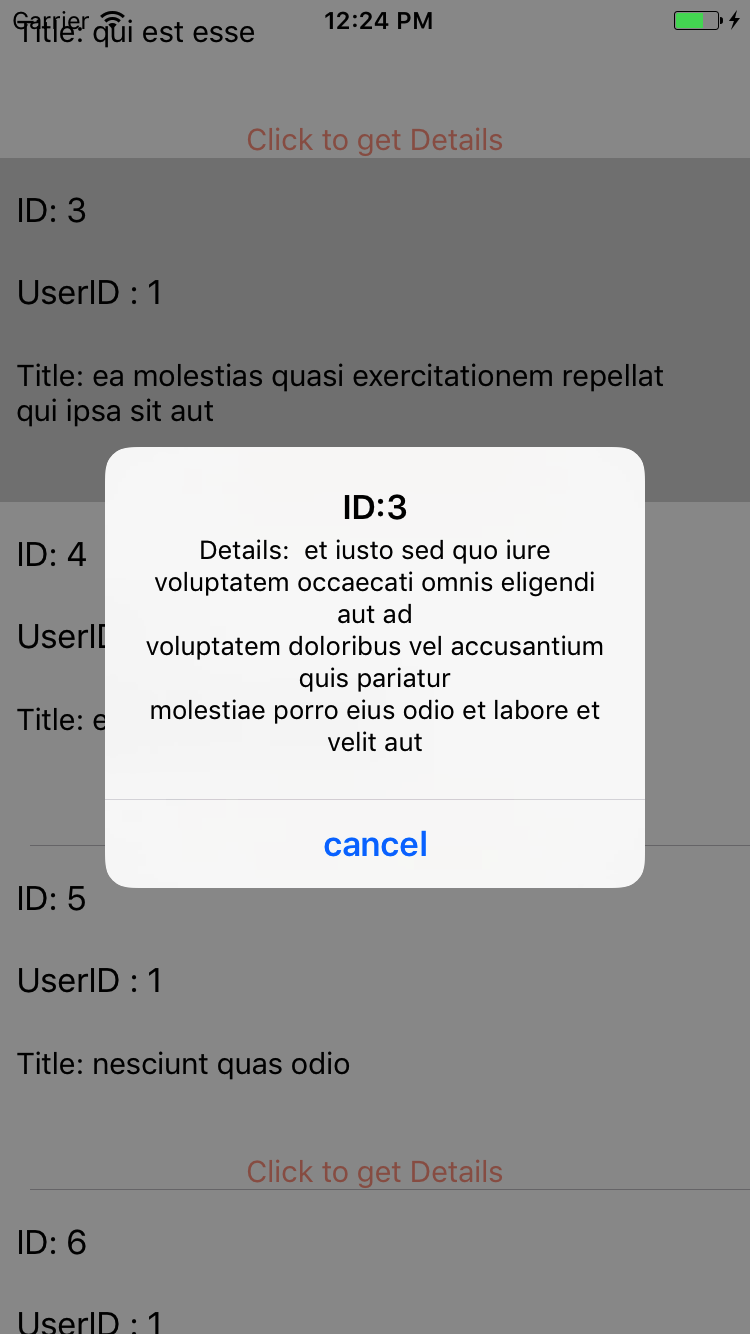 Carrier 12:24 PM
Title: qui est esse
Click to get Details
ID: 3
UserID : 1
Title: ea molestias quasi exercitationem repellat
qui ipsa sit aut
ID:3
Details:  et iusto sed quo iure
voluptatem occaecati omnis eligendi
aut ad
voluptatem doloribus vel accusantium
quis pariatur
molestiae porro eius odio et labore et
velit aut
cancel
ID: 4
Title:
ID: 5
UserID : 1
Title: nesciunt quas odio
Click to get Details
ID: 6
UserID : 1